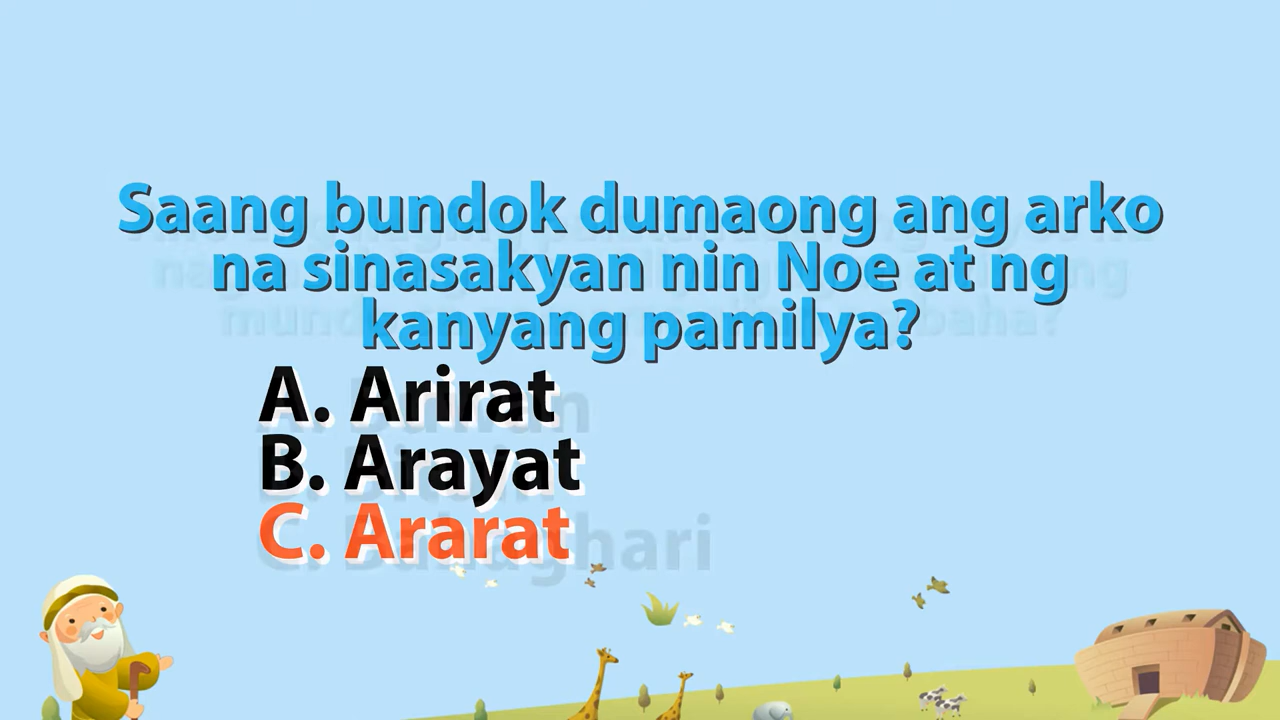 Saang bundok dumaong ang arko
na sinasakyan nin Noe at ng
kanyang pamilya?
A. Arirat
B. Arayat
C. Ararat